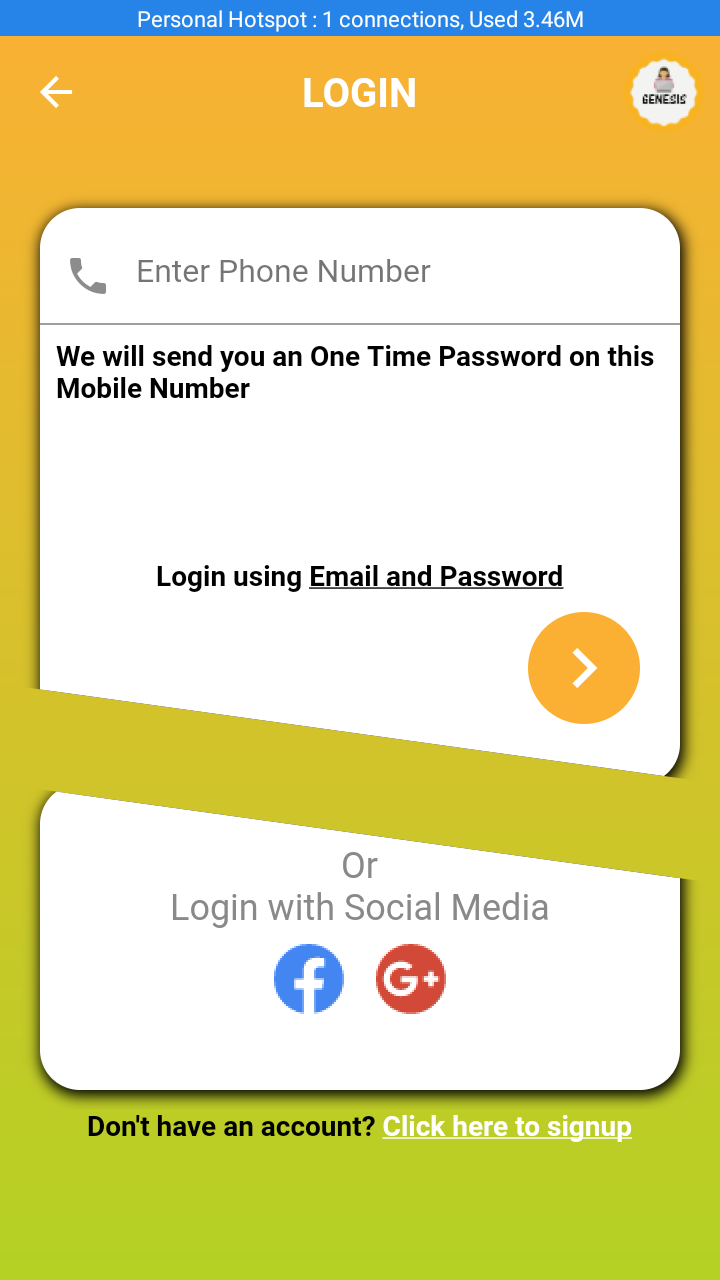 Personal Hotspot : 1 connections, Used 3.46M
LOGIN
GENESIS
Enter Phone Number
We will send you an One Time Password on this
Mobile Number
Login using Email and Password
Or
Login with Social Media
f G+
Don't have an account? Click here to signup